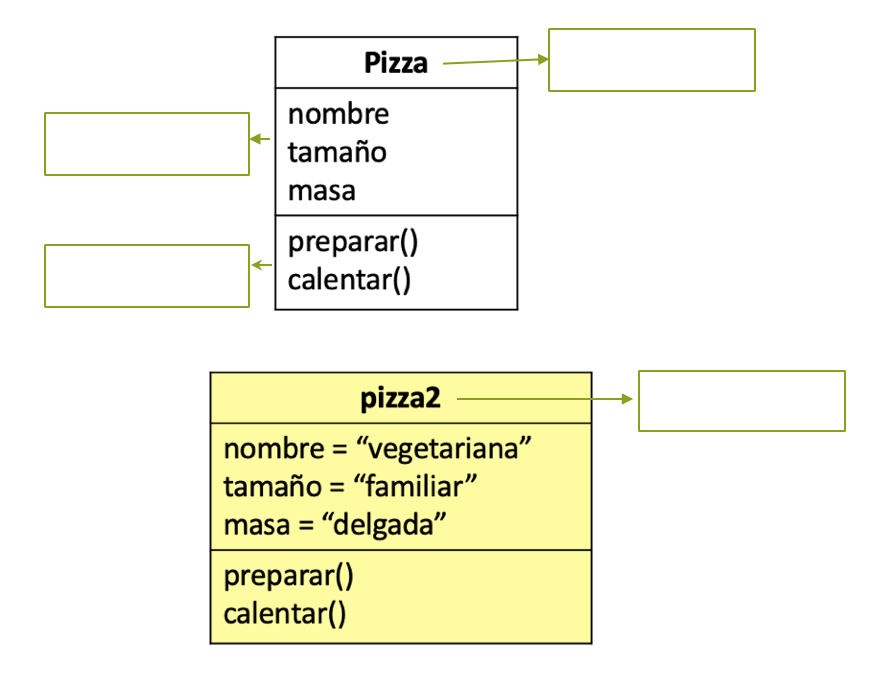 Pizza
nombre
tamaño
masa
preparar()
calentar()
pizza2
nombre = “vegetariana”
tamaño = “familiar”
masa = “delgada”
preparar()
calentar()